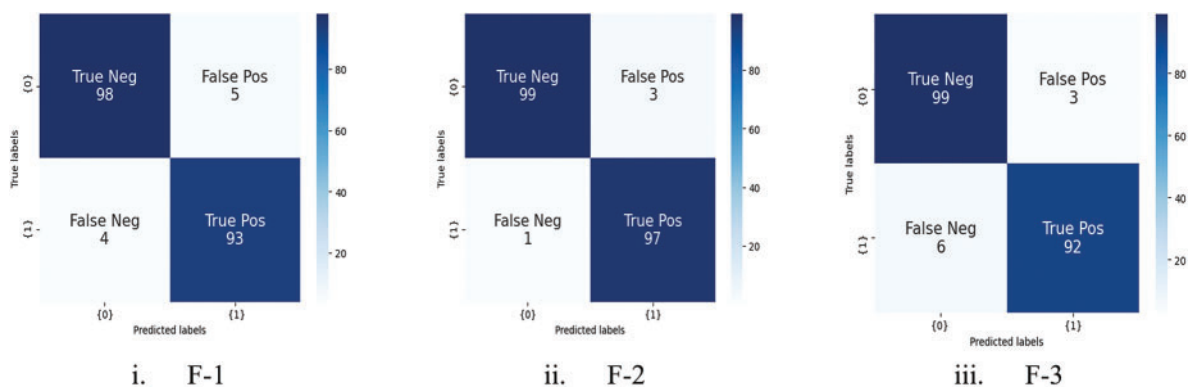 True Neg
98
False Pos
5
False Neg
4
True Pos
93
{0}
{1}
True labels
{0}
{1}
Predicted labels
80
60
40
20
i. F-1
True Neg
99
False Pos
3
False Neg
1
True Pos
97
{0}
{1}
True labels
{0}
{1}
Predicted labels
80
60
40
20
ii. F-2
True Neg
99
False Pos
3
False Neg
6
True Pos
92
{0}
{1}
True labels
{0}
{1}
Predicted labels
80
60
40
20
iii. F-3